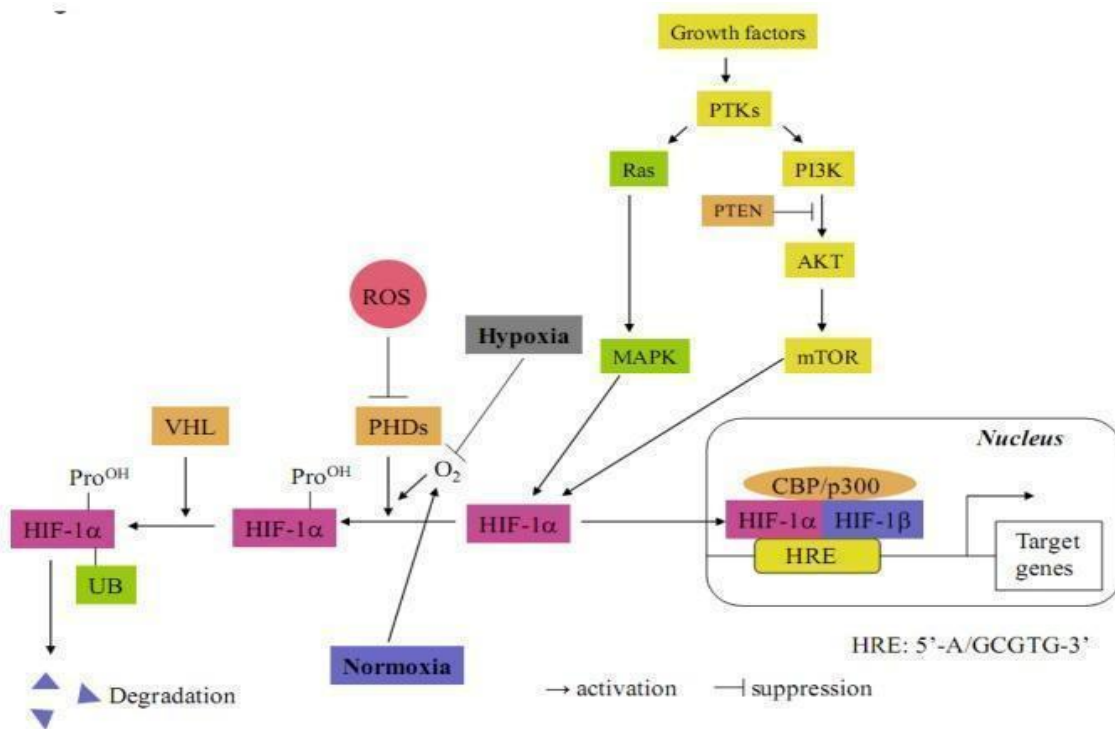 Growth factors
PTKs
Ras
PI3K
PTEN
AKT
ROS
Hypoxia
MAPK
mTOR
VHL
PHDs
O₂
Nucleus
Pro^OH
Pro^OH
CBP/p300
HIF-1α
HIF-1α
HIF-1α
HIF-1α
HIF-1β
HRE
Target
genes
UB
Normoxia
HRE: 5’-A/GCGTG-3’
Degradation
→ activation
⊣ suppression